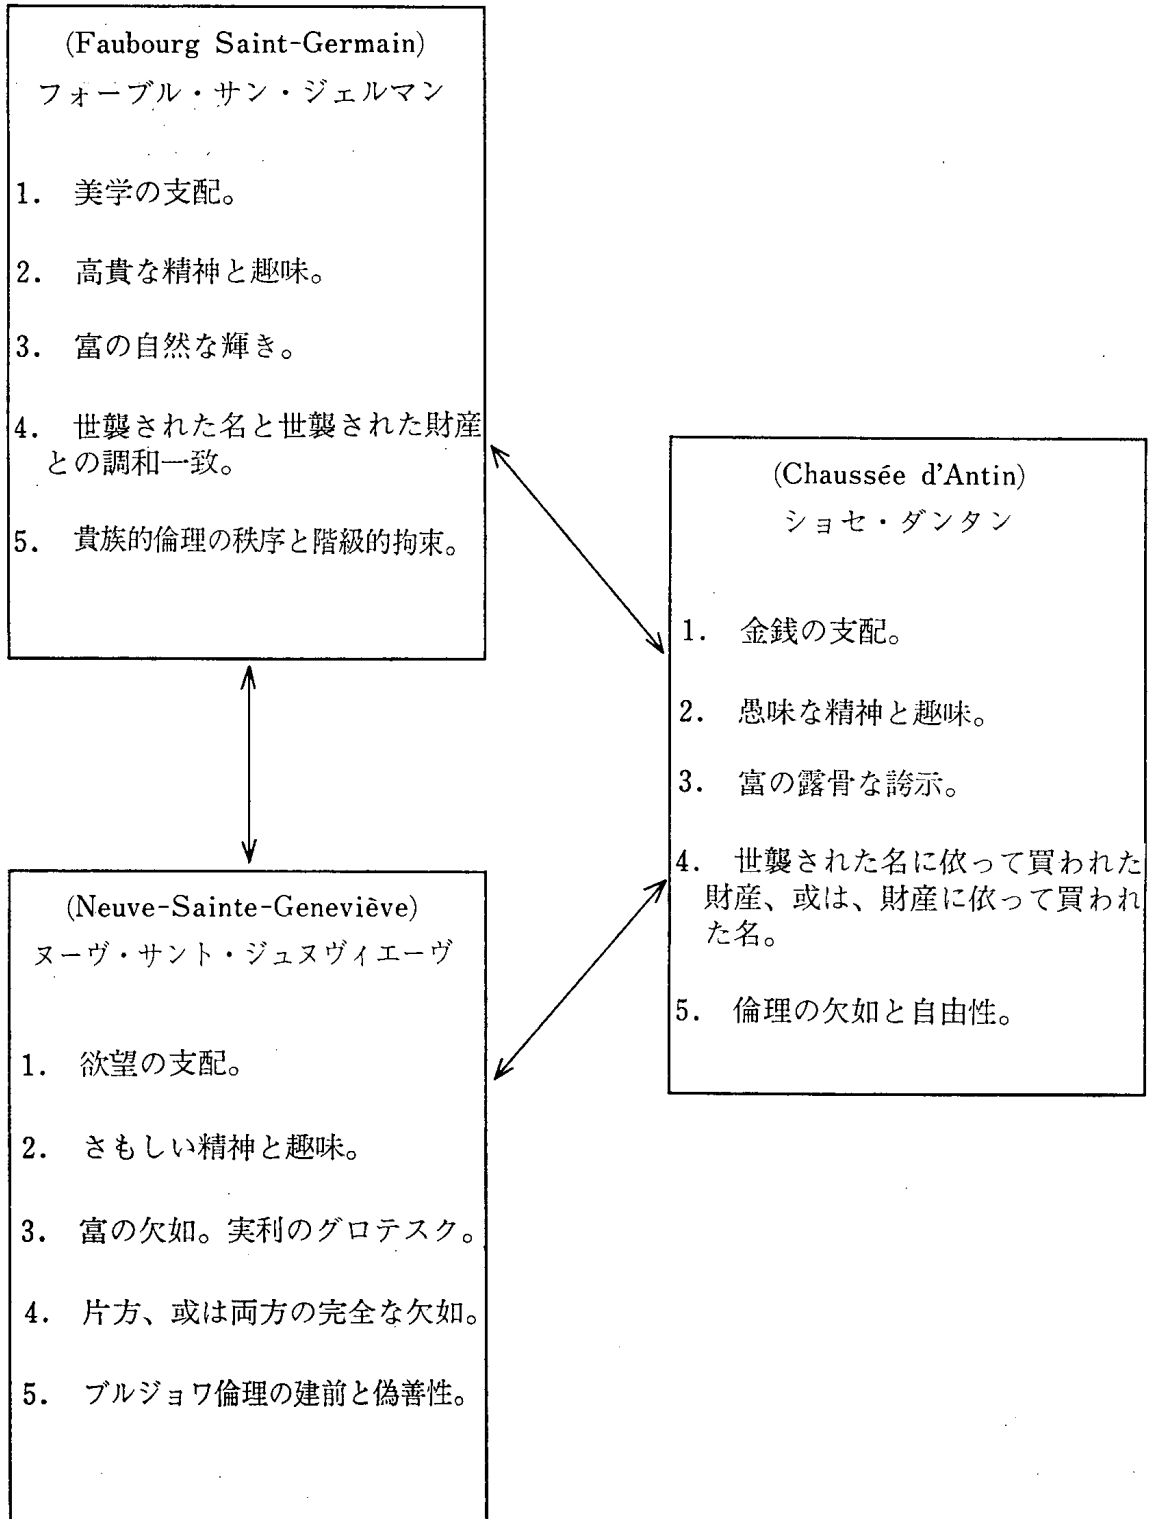 (Faubourg Saint-Germain)
フォーブル・サン・ジェルマン
1. 美学の支配。
2. 高貴な精神と趣味。
3. 富の自然な輝き。
4. 世襲された名と世襲された財産
との調和一致。
5. 貴族的倫理の秩序と階級的拘束。
(Chaussée d'Antin)
ショセ・ダンタン
1. 金銭の支配。
2. 愚昧な精神と趣味。
3. 富の露骨な誇示。
4. 世襲された名に依って買われた
財産、或は、財産に依って買われ
た名。
5. 倫理の欠如と自由性。
(Neuve-Sainte-Geneviève)
ヌーヴ・サント・ジュヌヴィエーヴ
1. 欲望の支配。
2. さもしい精神と趣味。
3. 富の欠如。実利のグロテスク。
4. 片方、或は両方の完全な欠如。
5. ブルジョワ倫理の建前と偽善性。